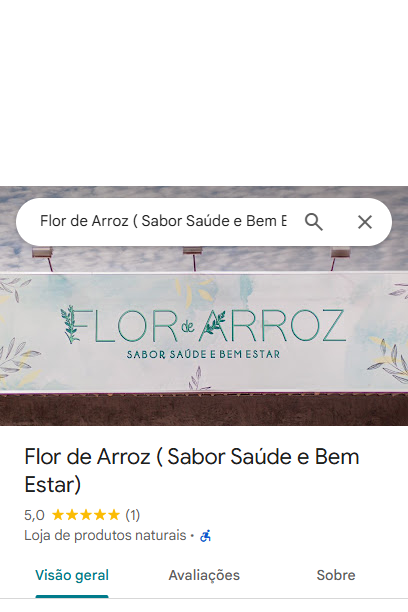 Flor de Arroz ( Sabor Saúde e Bem E
FLOR de ARROZ
SABOR SAÚDE E BEM ESTAR
Flor de Arroz ( Sabor Saúde e Bem
Estar)
5,0 ★★★★★ (1)
Loja de produtos naturais ·
Visão geral Avaliações Sobre